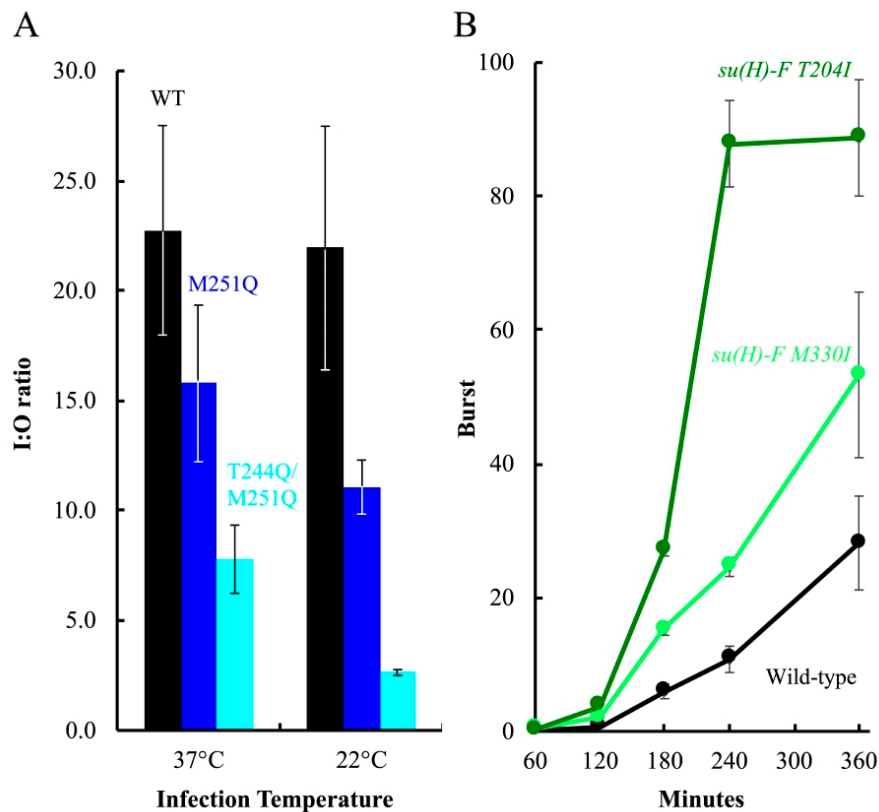 A
30.0
25.0
20.0
15.0
10.0
5.0
0.0
I:O ratio
WT
M251Q
T244Q/
M251Q
37°C
22°C
Infection Temperature
B
100
80
60
40
20
0
Burst
su(H)-F T204I
su(H)-F M330I
Wild-type
60
120
180
240
300
360
Minutes